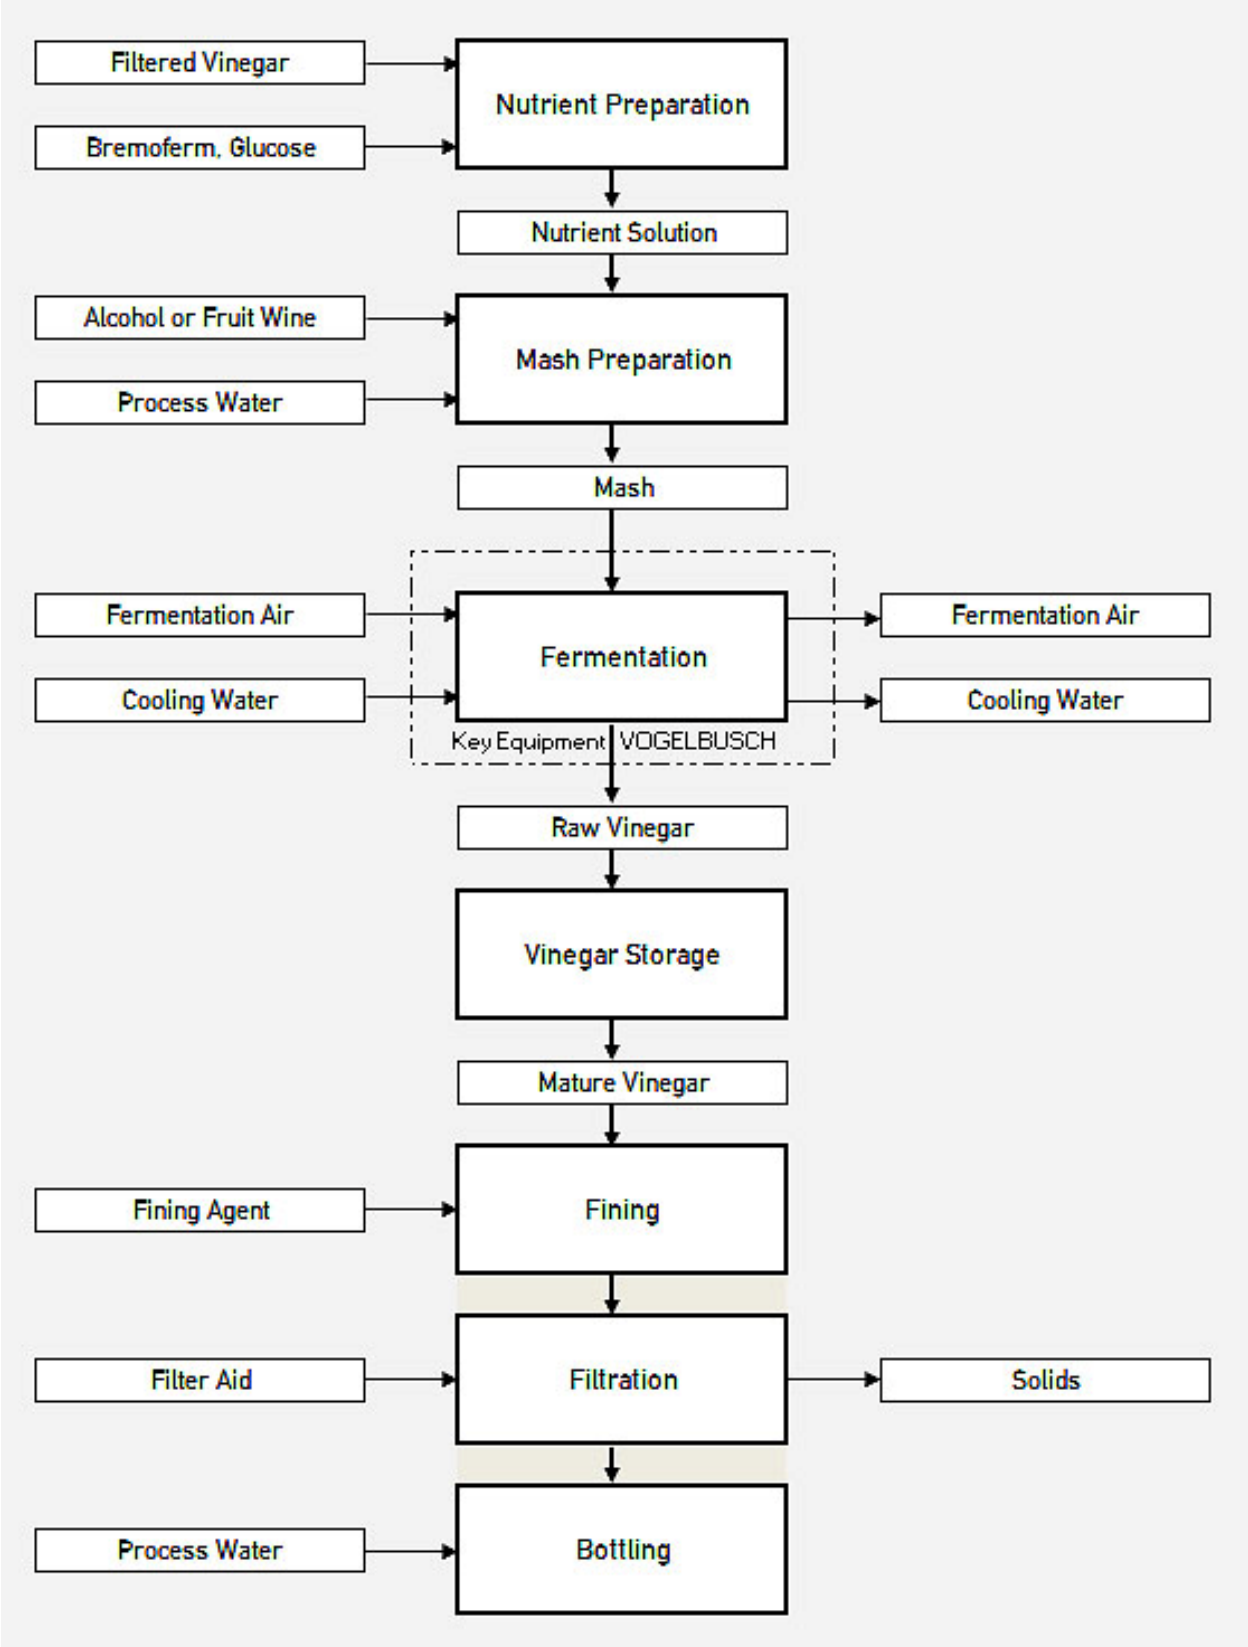 Filtered Vinegar
Nutrient Preparation
Bremoferm, Glucose
Nutrient Solution
Alcohol or Fruit Wine
Mash Preparation
Process Water
Mash
Fermentation Air
Fermentation
Fermentation Air
Cooling Water
Cooling Water
Key Equipment VOGELBUSCH
Raw Vinegar
Vinegar Storage
Mature Vinegar
Fining Agent
Fining
Filter Aid
Filtration
Solids
Process Water
Bottling